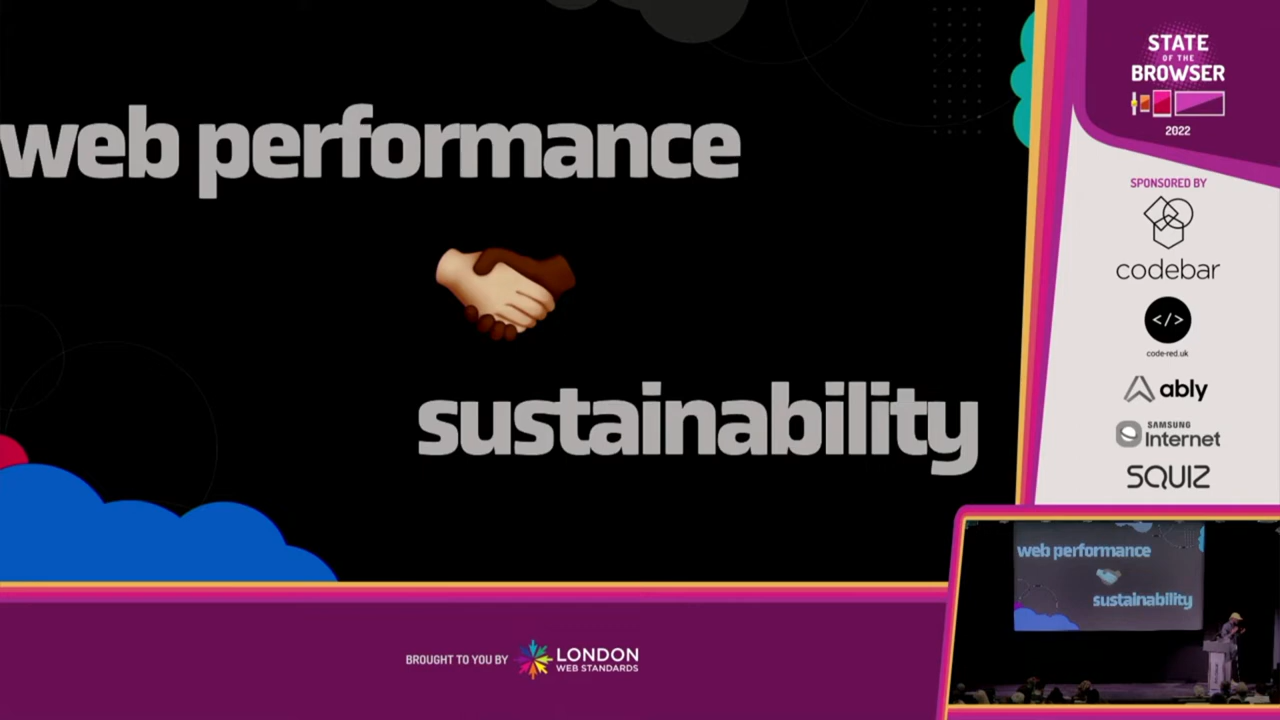 web performance
sustainability
STATE
OF THE
BROWSER
2022
SPONSORED BY
codebar
</>
code-red.uk
ably
SAMSUNG
Internet
SQUIZ
web performance
sustainability
BROUGHT TO YOU BY
LONDON
WEB STANDARDS